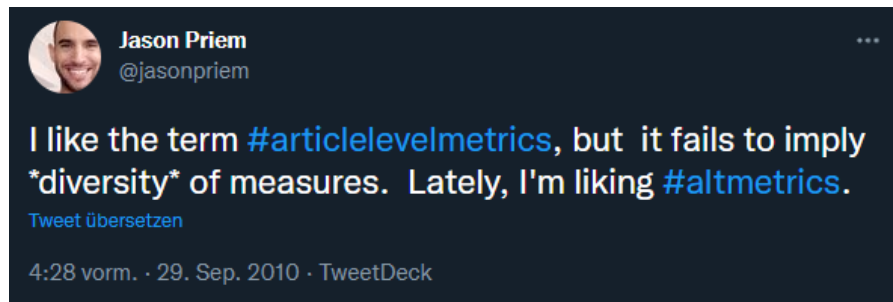 Jason Priem
@jasonpriem
I like the term #articlelevelmetrics, but  it fails to imply
*diversity* of measures.  Lately, I'm liking #altmetrics.
Tweet übersetzen
4:28 vorm. · 29. Sep. 2010 · TweetDeck